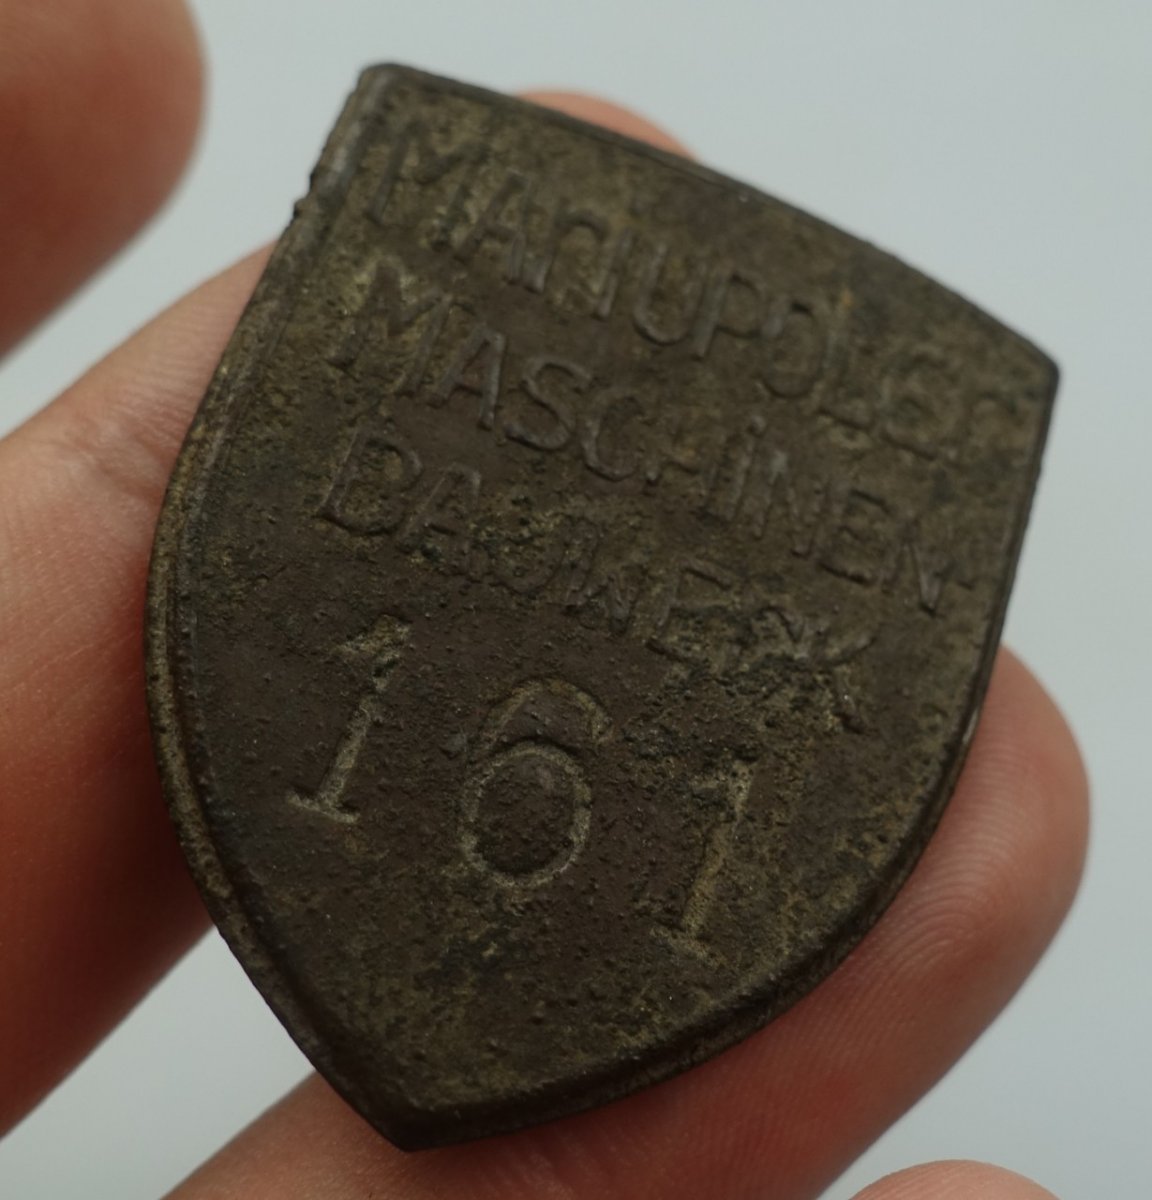 MARIUPOLER
MASCHINEN-
BAUWERK
161